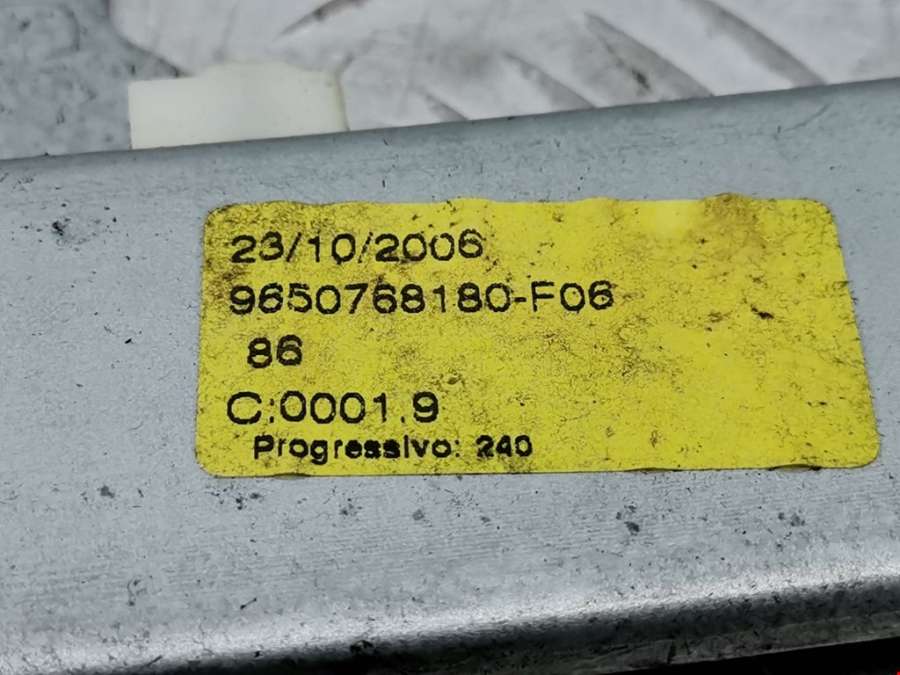 23/10/2006
9650768180-F06
86
C:0001.9
Progressivo: 240